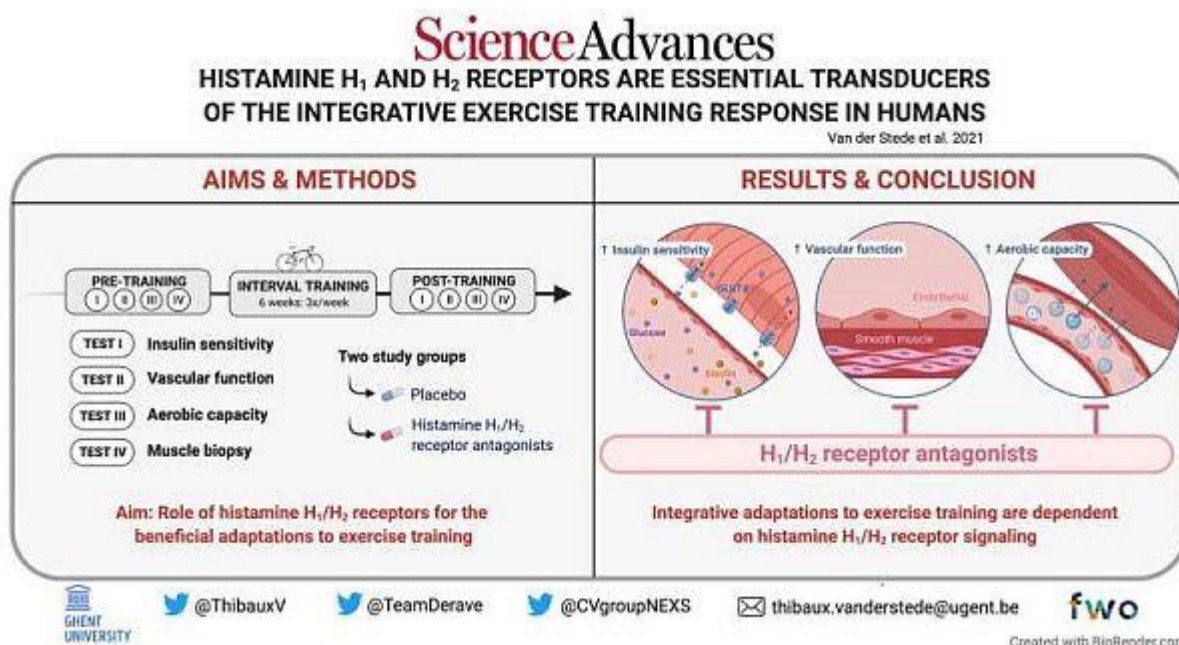 ScienceAdvances
HISTAMINE H₁ AND H₂ RECEPTORS ARE ESSENTIAL TRANSDUCERS
OF THE INTEGRATIVE EXERCISE TRAINING RESPONSE IN HUMANS
Van der Stede et al. 2021
AIMS & METHODS
PRE-TRAINING
I II III IV
INTERVAL TRAINING
6 weeks: 3x/week
POST-TRAINING
I II III IV
TEST I Insulin sensitivity
TEST II Vascular function
TEST III Aerobic capacity
TEST IV Muscle biopsy
Two study groups
Placebo
Histamine H₁/H₂
receptor antagonists
Aim: Role of histamine H₁/H₂ receptors for the
beneficial adaptations to exercise training
RESULTS & CONCLUSION
↑ Insulin sensitivity
GLUT4
Glucose
Insulin
↑ Vascular function
Smooth muscle
↑ Aerobic capacity
H₁/H₂ receptor antagonists
Integrative adaptations to exercise training are dependent
on histamine H₁/H₂ receptor signaling
GHENT
UNIVERSITY
@ThibauxV
@TeamDerave
@CVgroupNEXS
thibaux.vanderstede@ugent.be
fwo
Created with BioRender.com